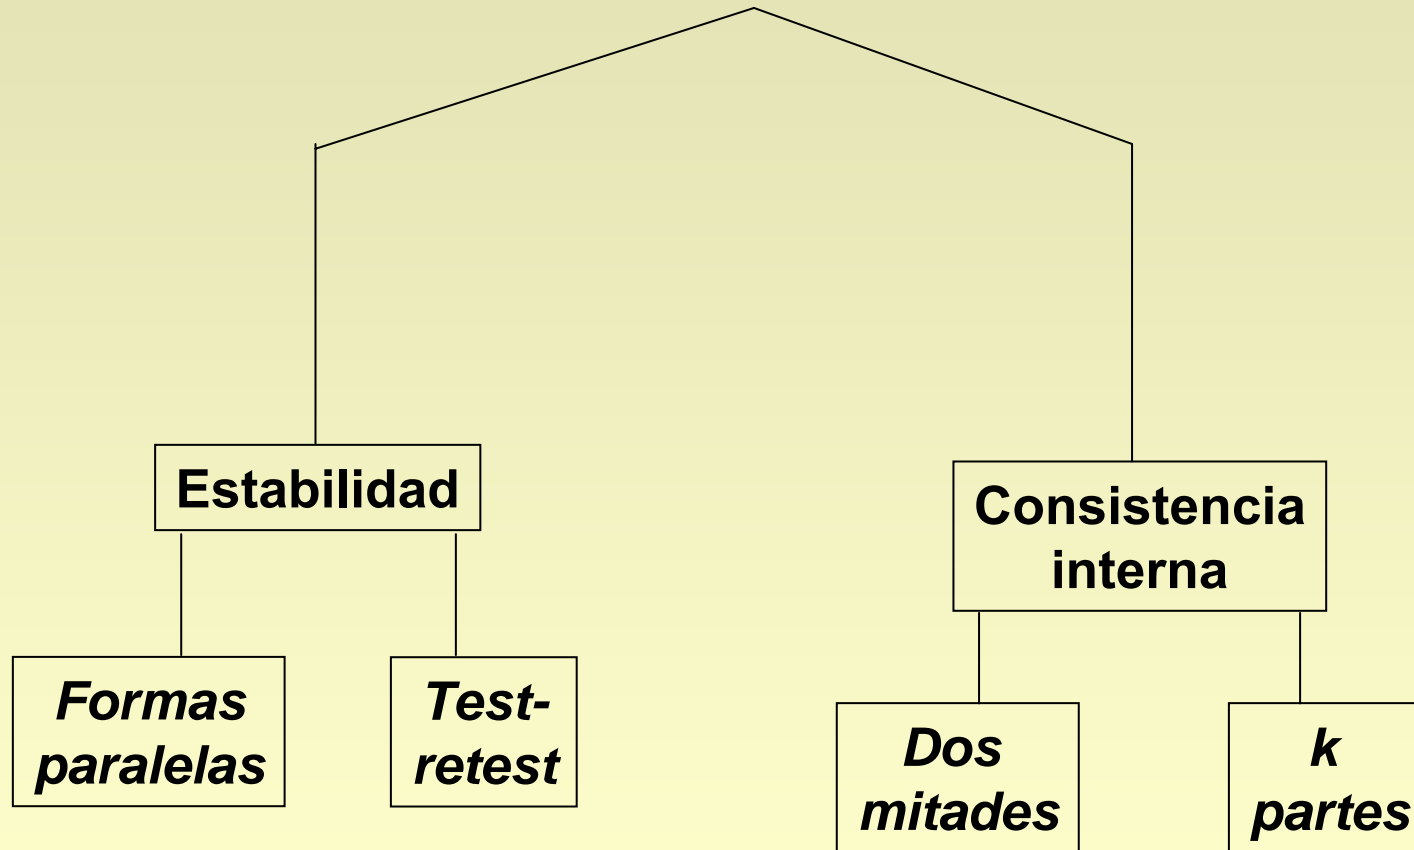 Estabilidad
Consistencia
interna
Formas
paralelas
Test-
retest
Dos
mitades
k
partes